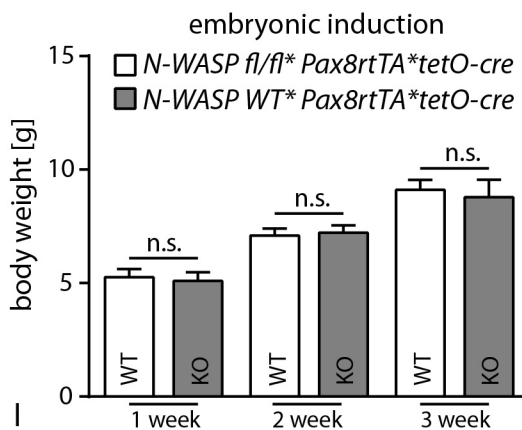 embryonic induction
N-WASP fl/fl* Pax8rtTA*tetO-cre
N-WASP WT* Pax8rtTA*tetO-cre
body weight [g]
15
10
5
0
n.s.
n.s.
n.s.
WT
KO
WT
KO
WT
KO
1 week
2 week
3 week
I